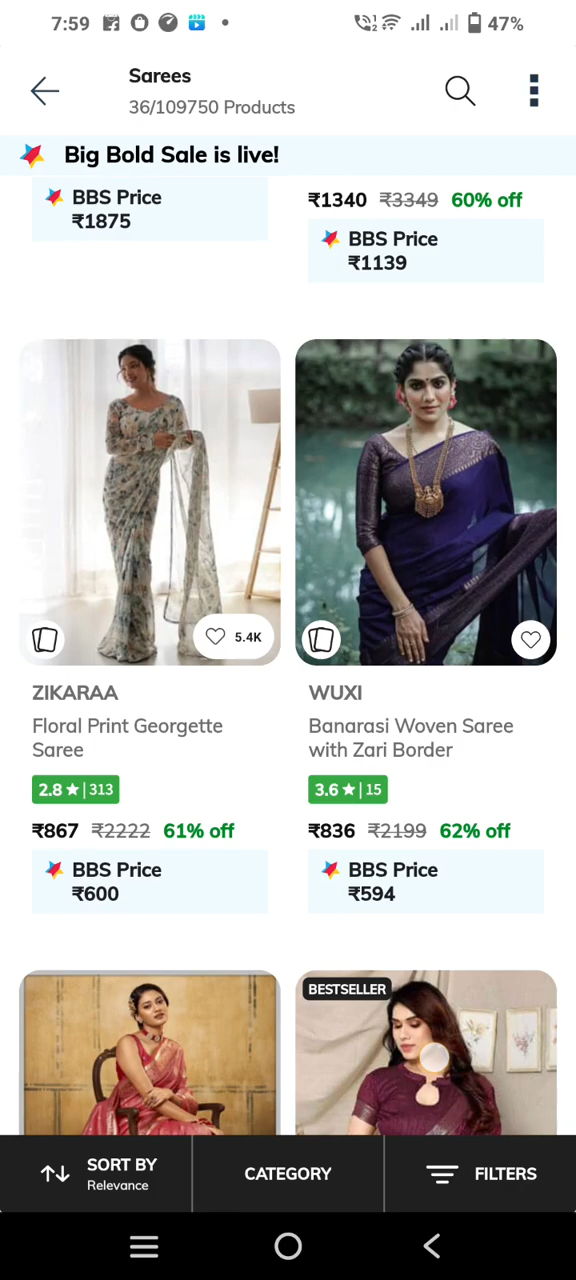 7:59
47%
Sarees
36/109750 Products
Big Bold Sale is live!
BBS Price
₹1875
₹1340 ₹3349 60% off
BBS Price
₹1139
5.4K
ZIKARAA
Floral Print Georgette
Saree
2.8 ★ | 313
₹867 ₹2222 61% off
BBS Price
₹600
WUXI
Banarasi Woven Saree
with Zari Border
3.6 ★ | 15
₹836 ₹2199 62% off
BBS Price
₹594
BESTSELLER
SORT BY
Relevance
CATEGORY
FILTERS